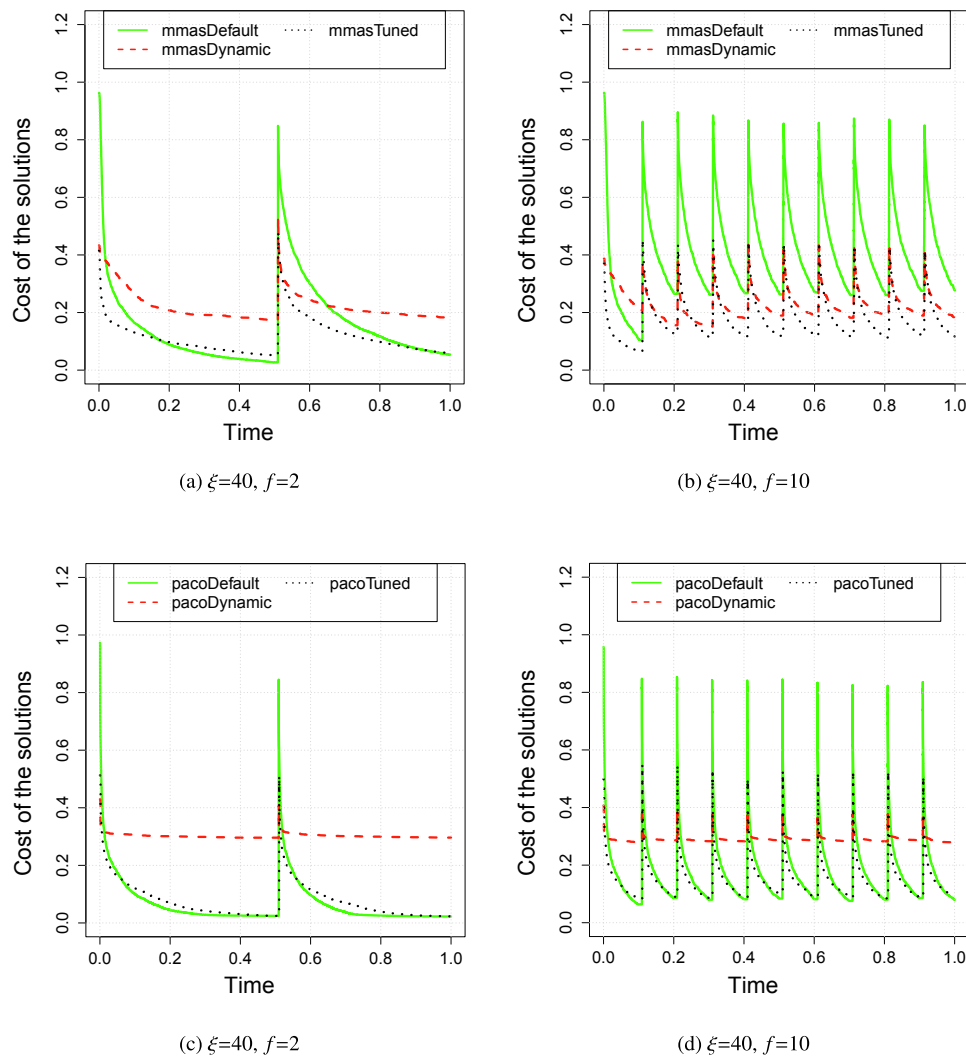 mmasDefault mmasTuned
mmasDynamic
Cost of the solutions
0.0 0.2 0.4 0.6 0.8 1.0 1.2
0.0 0.2 0.4 0.6 0.8 1.0
Time
(a) ξ=40, f=2
mmasDefault mmasTuned
mmasDynamic
Cost of the solutions
0.0 0.2 0.4 0.6 0.8 1.0 1.2
0.0 0.2 0.4 0.6 0.8 1.0
Time
(b) ξ=40, f=10
pacoDefault pacoTuned
pacoDynamic
Cost of the solutions
0.0 0.2 0.4 0.6 0.8 1.0 1.2
0.0 0.2 0.4 0.6 0.8 1.0
Time
(c) ξ=40, f=2
pacoDefault pacoTuned
pacoDynamic
Cost of the solutions
0.0 0.2 0.4 0.6 0.8 1.0 1.2
0.0 0.2 0.4 0.6 0.8 1.0
Time
(d) ξ=40, f=10